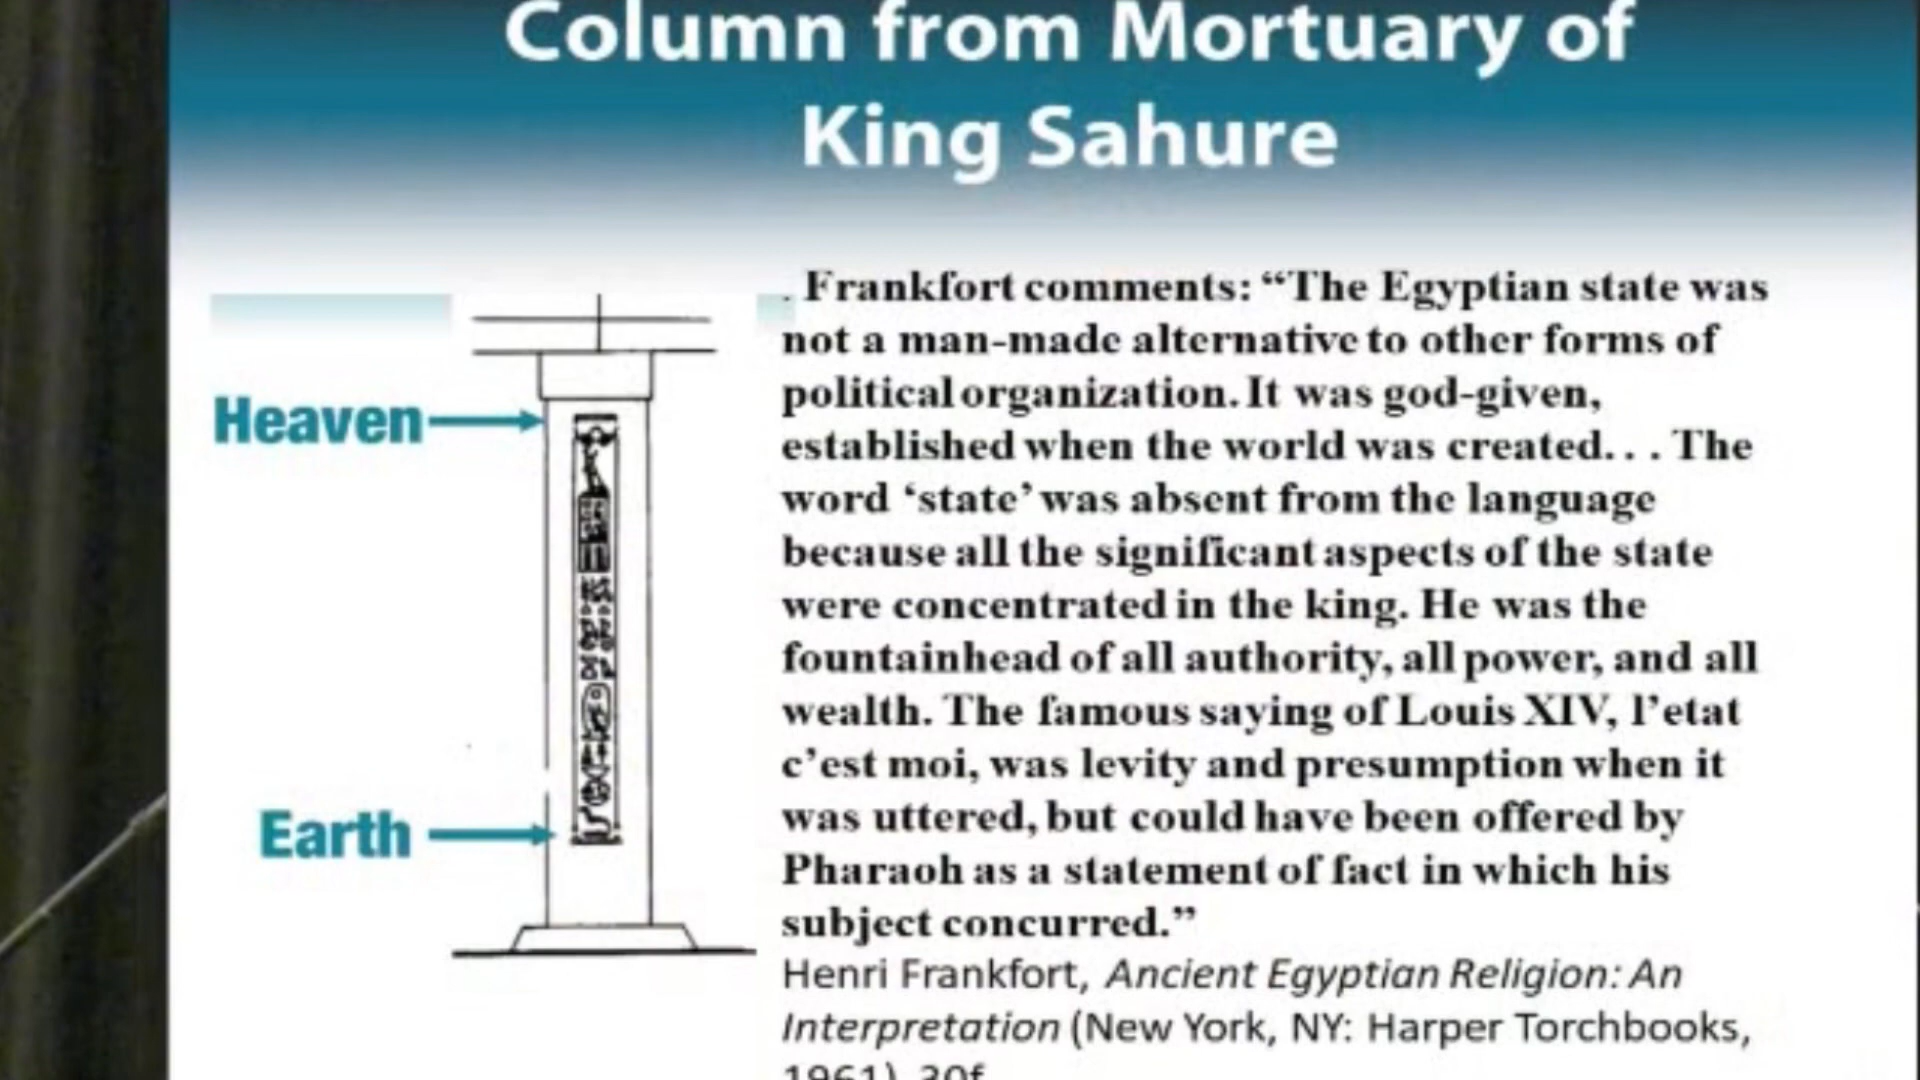 Column from Mortuary of
King Sahure
Heaven
Earth
. Frankfort comments: “The Egyptian state was
not a man-made alternative to other forms of
political organization. It was god-given,
established when the world was created. . . The
word ‘state’ was absent from the language
because all the significant aspects of the state
were concentrated in the king. He was the
fountainhead of all authority, all power, and all
wealth. The famous saying of Louis XIV, l’etat
c’est moi, was levity and presumption when it
was uttered, but could have been offered by
Pharaoh as a statement of fact in which his
subject concurred.”
Henri Frankfort, Ancient Egyptian Religion: An
Interpretation (New York, NY: Harper Torchbooks,
1961), 30f